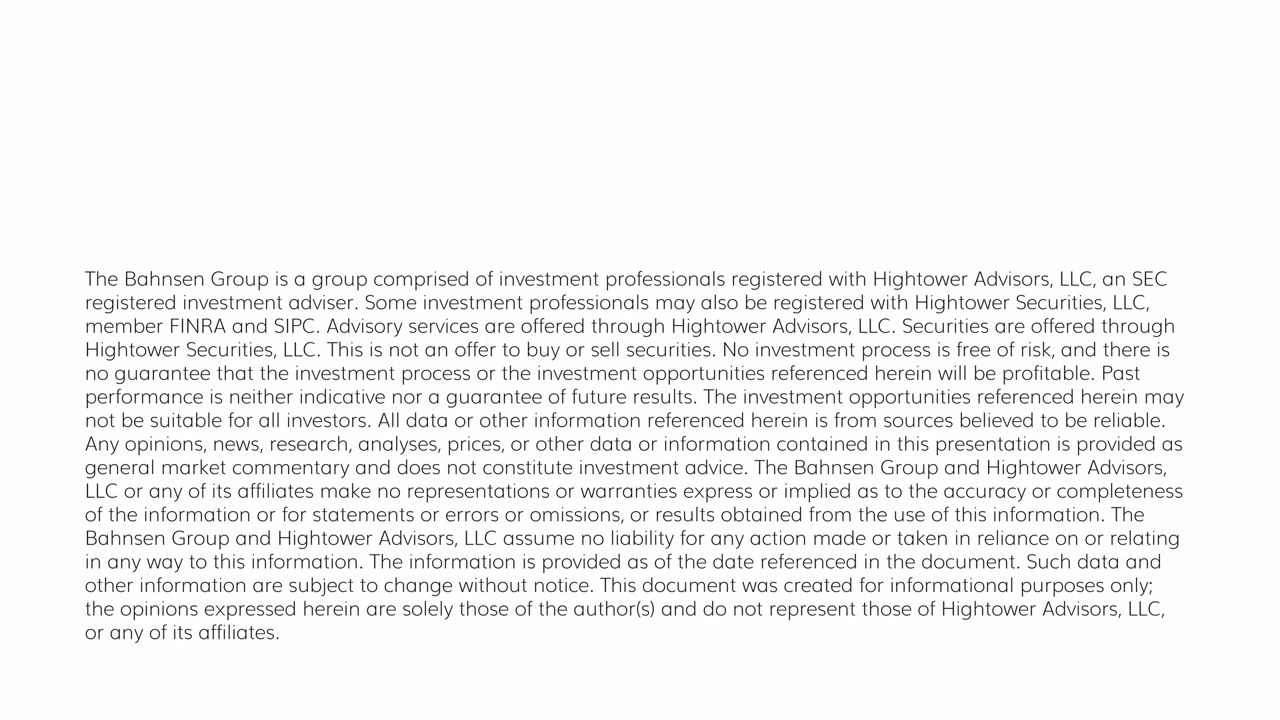 The Bahnsen Group is a group comprised of investment professionals registered with Hightower Advisors, LLC, an SEC
registered investment adviser. Some investment professionals may also be registered with Hightower Securities, LLC,
member FINRA and SIPC. Advisory services are offered through Hightower Advisors, LLC. Securities are offered through
Hightower Securities, LLC. This is not an offer to buy or sell securities. No investment process is free of risk, and there is
no guarantee that the investment process or the investment opportunities referenced herein will be profitable. Past
performance is neither indicative nor a guarantee of future results. The investment opportunities referenced herein may
not be suitable for all investors. All data or other information referenced herein is from sources believed to be reliable.
Any opinions, news, research, analyses, prices, or other data or information contained in this presentation is provided as
general market commentary and does not constitute investment advice. The Bahnsen Group and Hightower Advisors,
LLC or any of its affiliates make no representations or warranties express or implied as to the accuracy or completeness
of the information or for statements or errors or omissions, or results obtained from the use of this information. The
Bahnsen Group and Hightower Advisors, LLC assume no liability for any action made or taken in reliance on or relating
in any way to this information. The information is provided as of the date referenced in the document. Such data and
other information are subject to change without notice. This document was created for informational purposes only;
the opinions expressed herein are solely those of the author(s) and do not represent those of Hightower Advisors, LLC,
or any of its affiliates.